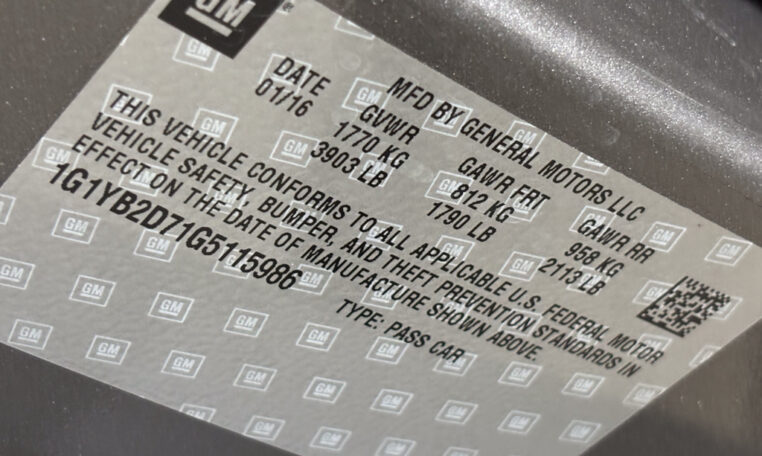 GM
MFD BY GENERAL MOTORS LLC
DATE GVWR GAWR FRT GAWR RR
01/16 1770 KG 812 KG 958 KG
3903 LB 1790 LB 2113 LB
THIS VEHICLE CONFORMS TO ALL APPLICABLE U.S. FEDERAL MOTOR
VEHICLE SAFETY, BUMPER, AND THEFT PREVENTION STANDARDS IN
EFFECT ON THE DATE OF MANUFACTURE SHOWN ABOVE.
1G1YB2D71G5115986 TYPE: PASS CAR